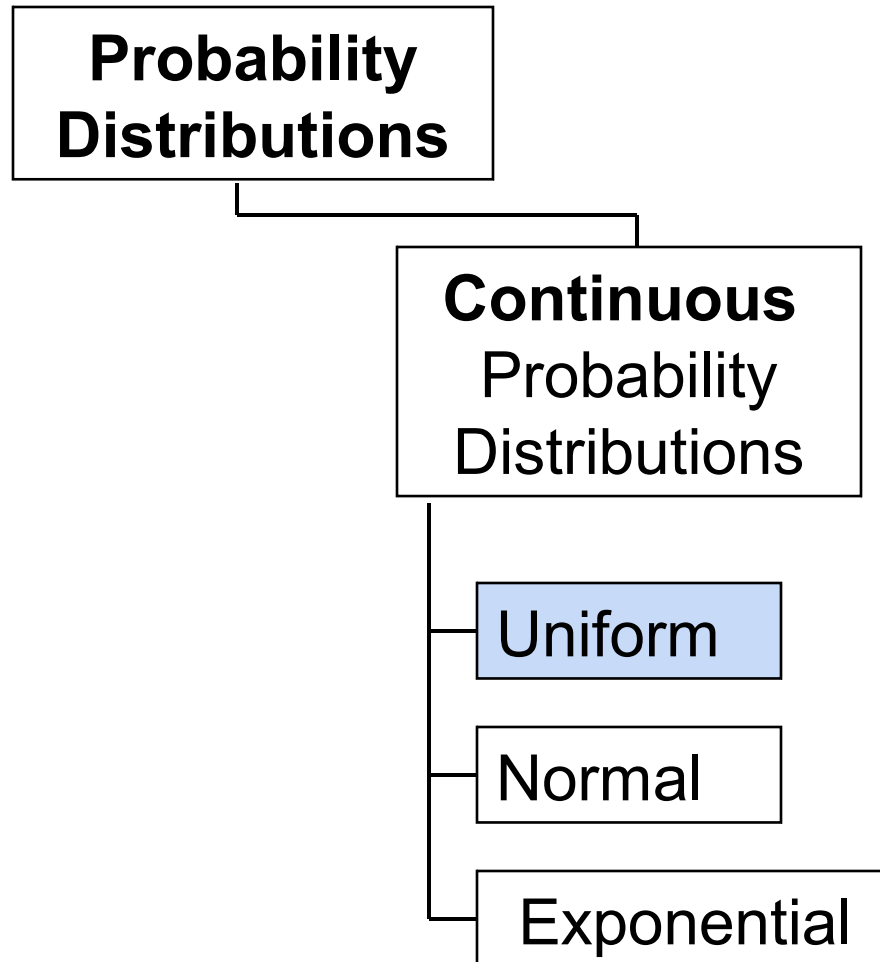 Probability
Distributions
Continuous
Probability
Distributions
Uniform
Normal
Exponential